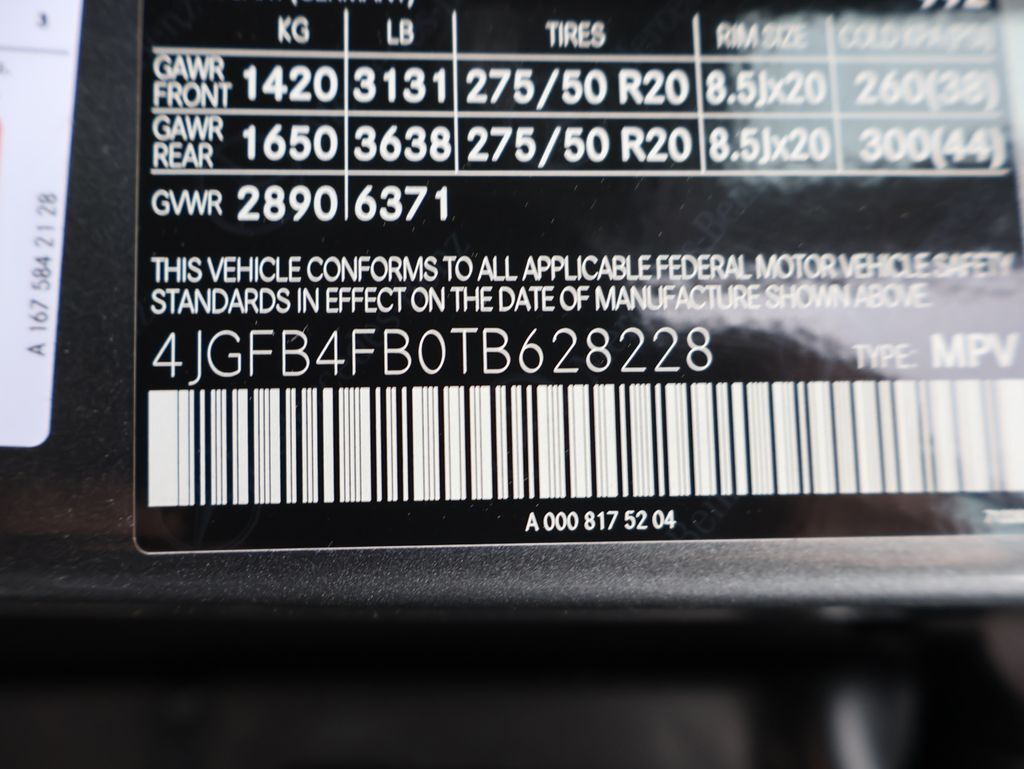 3
KG LB TIRES RIM SIZE COLD KPA(PSI)
GAWR FRONT 1420 3131 275/50 R20 8.5Jx20 260(38)
GAWR REAR 1650 3638 275/50 R20 8.5Jx20 300(44)
GVWR 2890 6371
THIS VEHICLE CONFORMS TO ALL APPLICABLE FEDERAL MOTOR VEHICLE SAFETY
STANDARDS IN EFFECT ON THE DATE OF MANUFACTURE SHOWN ABOVE.
4JGFB4FB0TB628228 TYPE: MPV
A 000 817 52 04
A 167 584 21 28